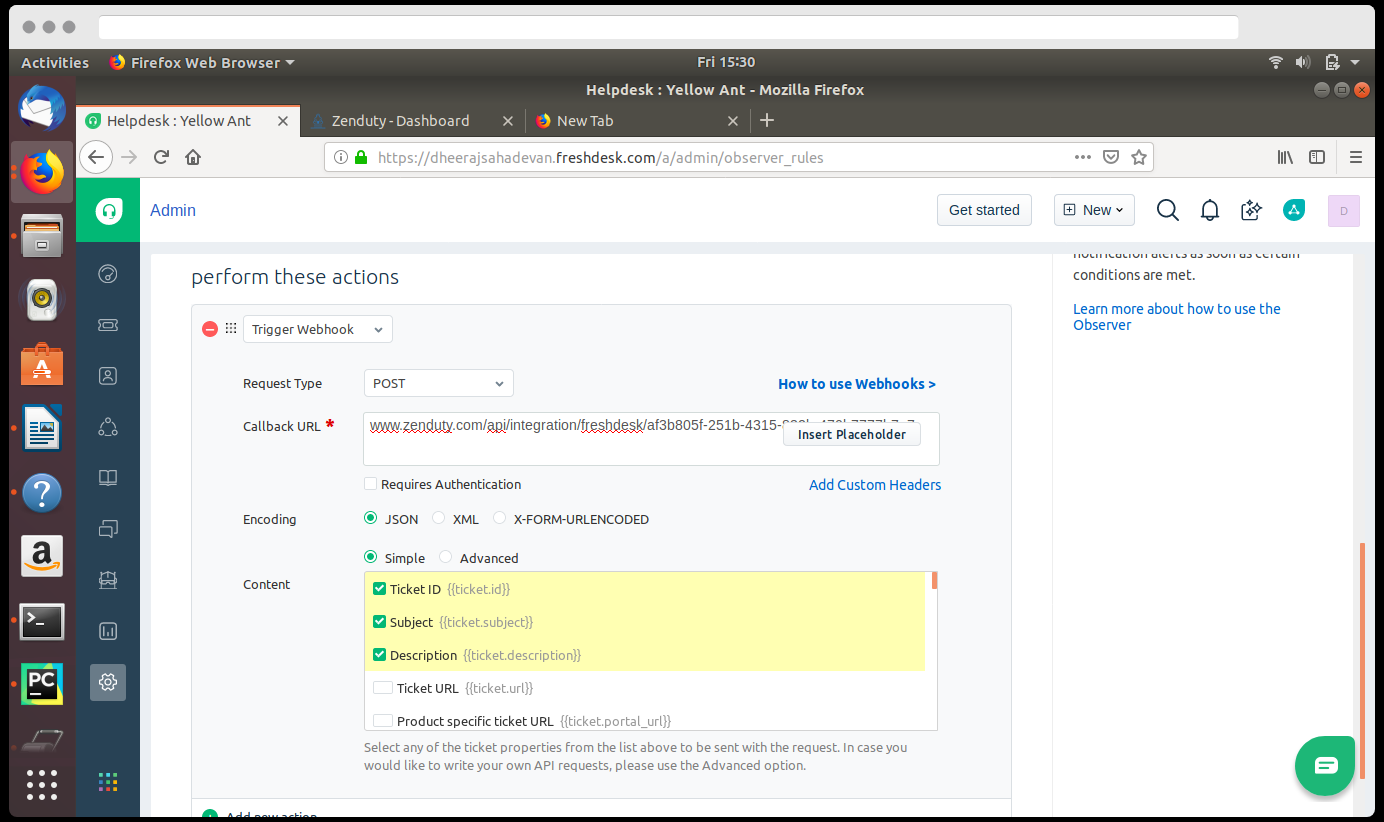 Activities Firefox Web Browser Fri 15:30
Helpdesk : Yellow Ant - Mozilla Firefox
Helpdesk : Yellow Ant Zenduty - Dashboard New Tab
https://dheerajsahadevan.freshdesk.com/a/admin/observer_rules
Admin Get started New D
notification alerts as soon as certain
conditions are met.
Learn more about how to use the
Observer
perform these actions
Trigger Webhook
Request Type POST How to use Webhooks >
Callback URL * www.zenduty.com/api/integration/freshdesk/af3b805f-251b-4315-
Insert Placeholder
Requires Authentication Add Custom Headers
Encoding JSON XML X-FORM-URLENCODED
Simple Advanced
Content
Ticket ID {{ticket.id}}
Subject {{ticket.subject}}
Description {{ticket.description}}
Ticket URL {{ticket.url}}
Product specific ticket URL {{ticket.portal_url}}
Select any of the ticket properties from the list above to be sent with the request. In case you
would like to write your own API requests, please use the Advanced option.
Add new action
PC